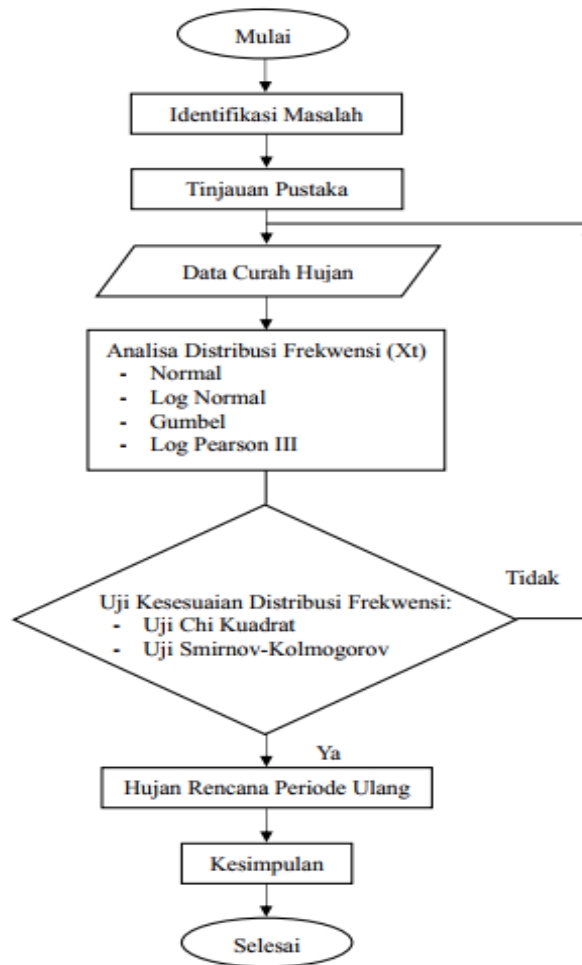 Mulai
Identifikasi Masalah
Tinjauan Pustaka
Data Curah Hujan
Analisa Distribusi Frekwensi (Xt)
- Normal
- Log Normal
- Gumbel
- Log Pearson III
Tidak
Uji Kesesuaian Distribusi Frekwensi:
- Uji Chi Kuadrat
- Uji Smirnov-Kolmogorov
Ya
Hujan Rencana Periode Ulang
Kesimpulan
Selesai